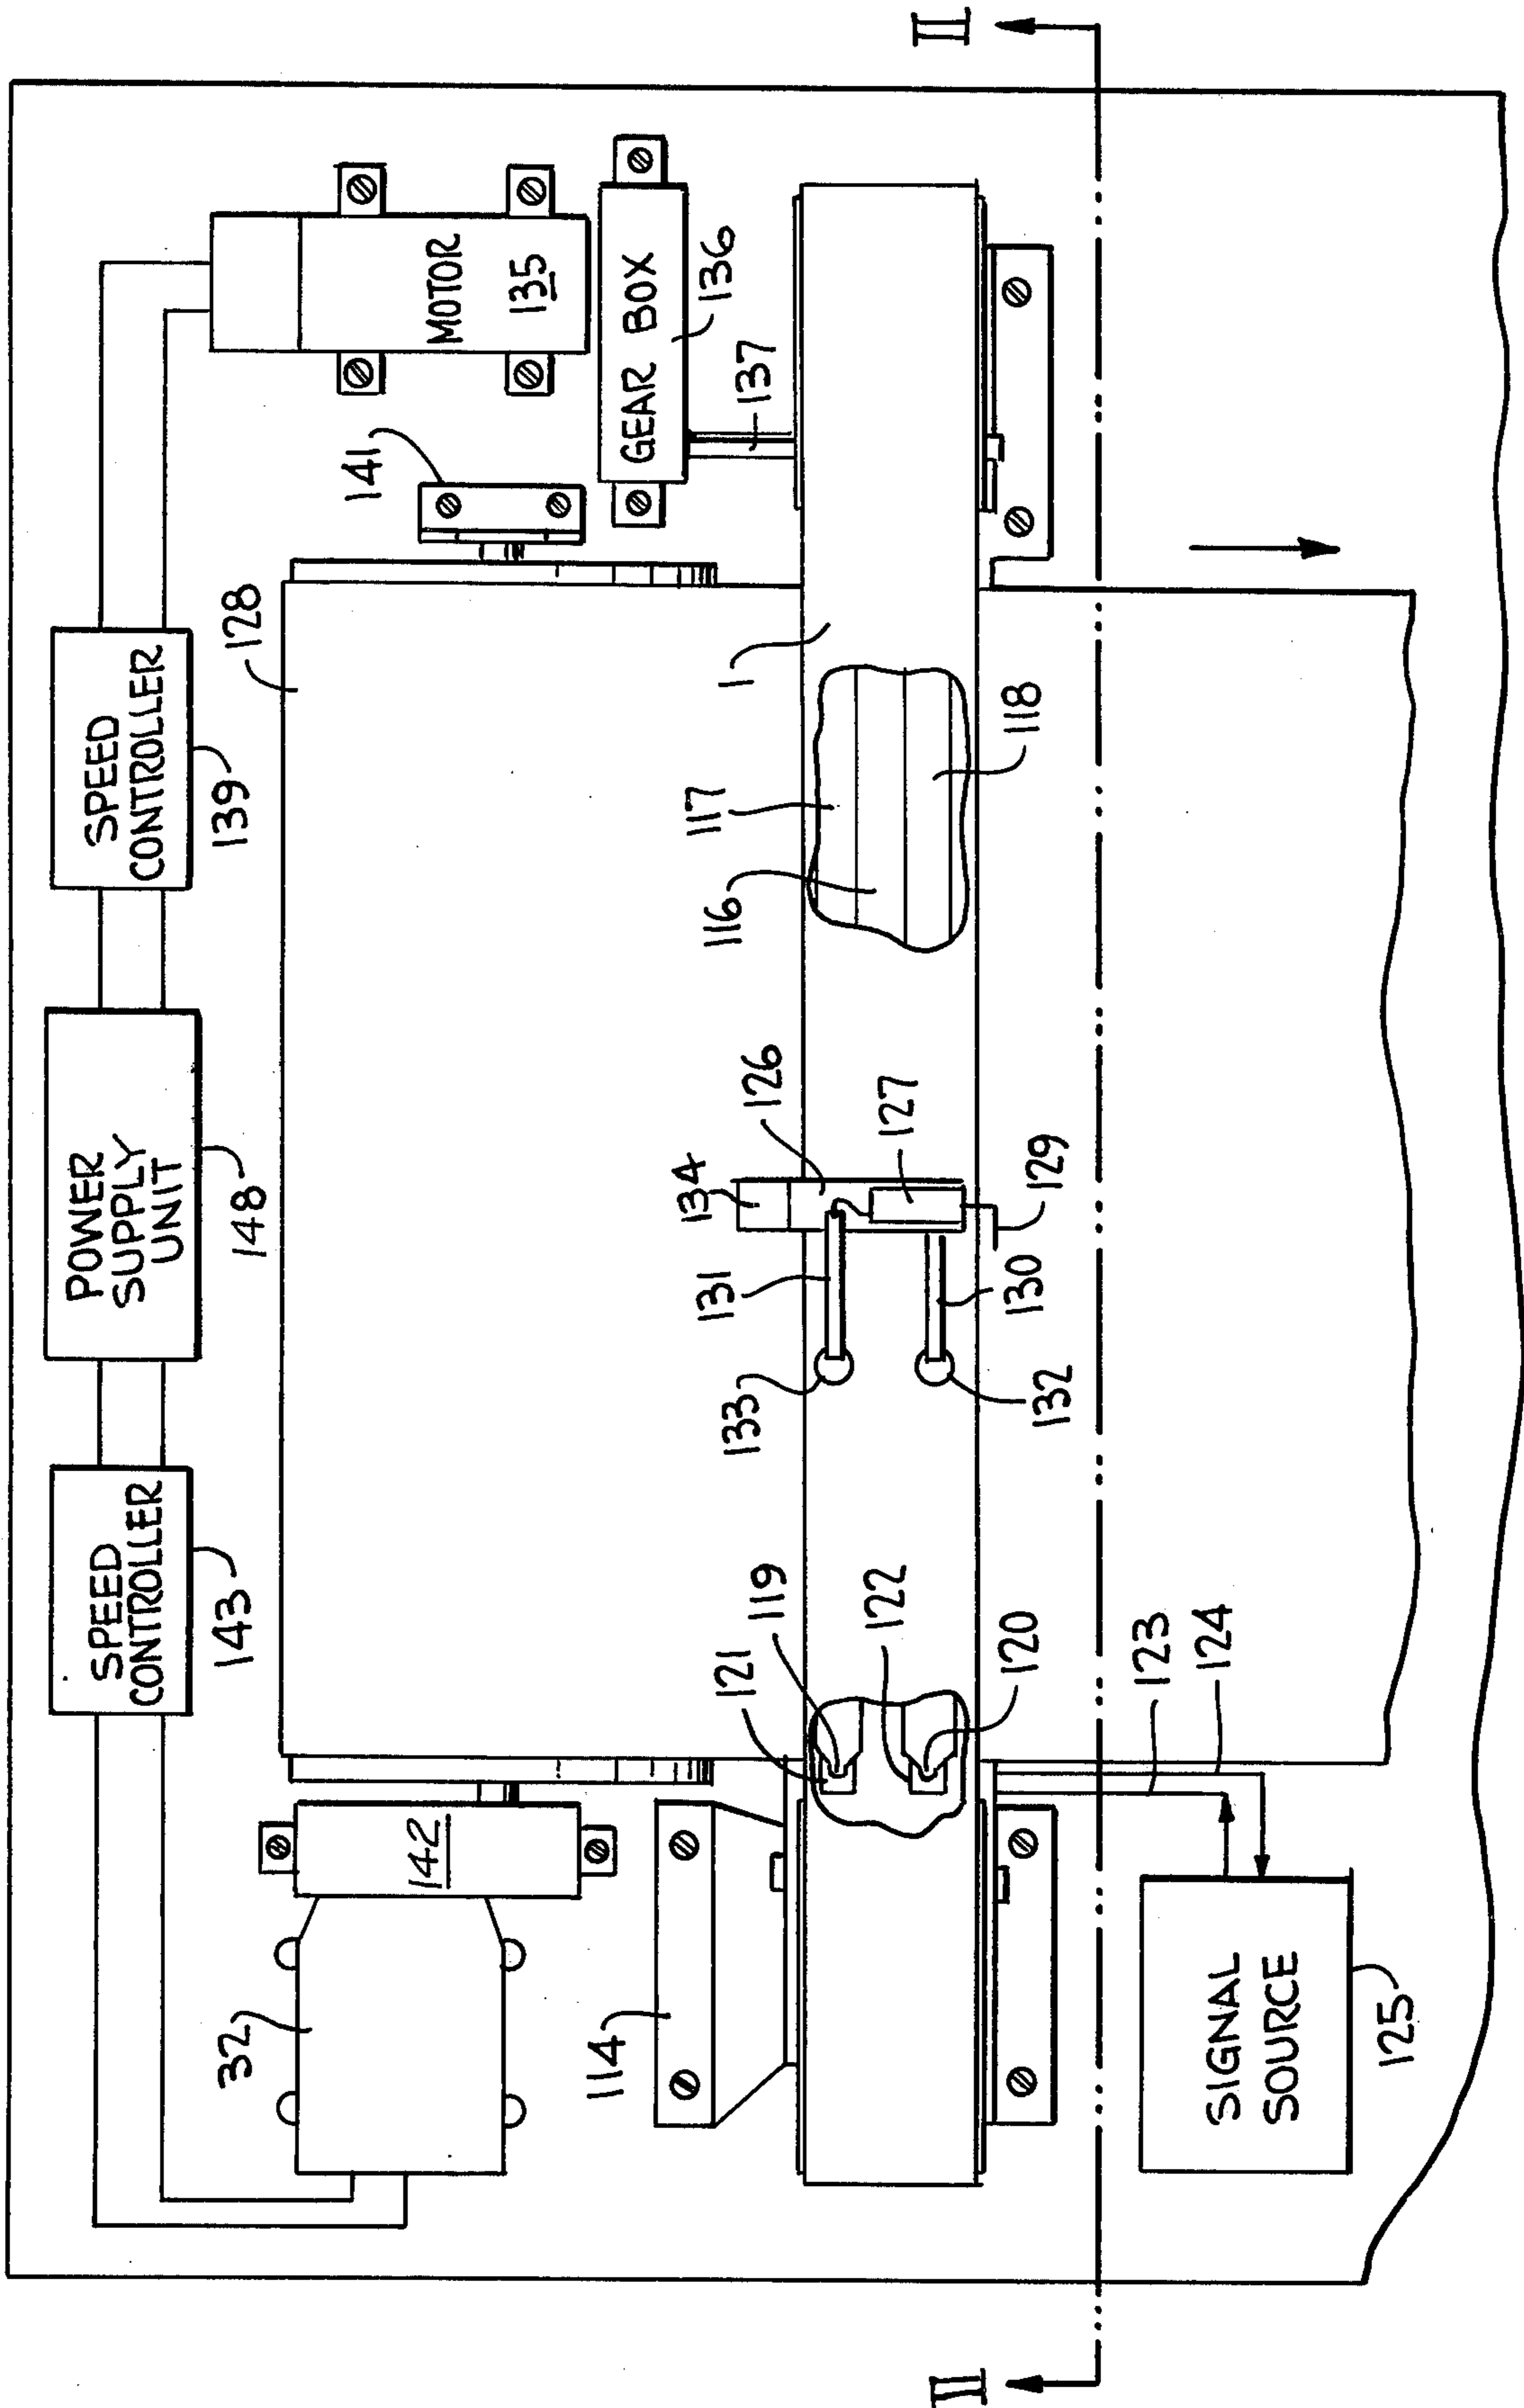 SPEED
CONTROLLER
143
POWER
SUPPLY
UNIT
148
SPEED
CONTROLLER
139
128
141
MOTOR
135
GEAR BOX
136
137
32
142
114
121
119
122
120
133
131
134
126
127
132
130
129
116
117
1
118
123
124
SIGNAL
SOURCE
125
II
II